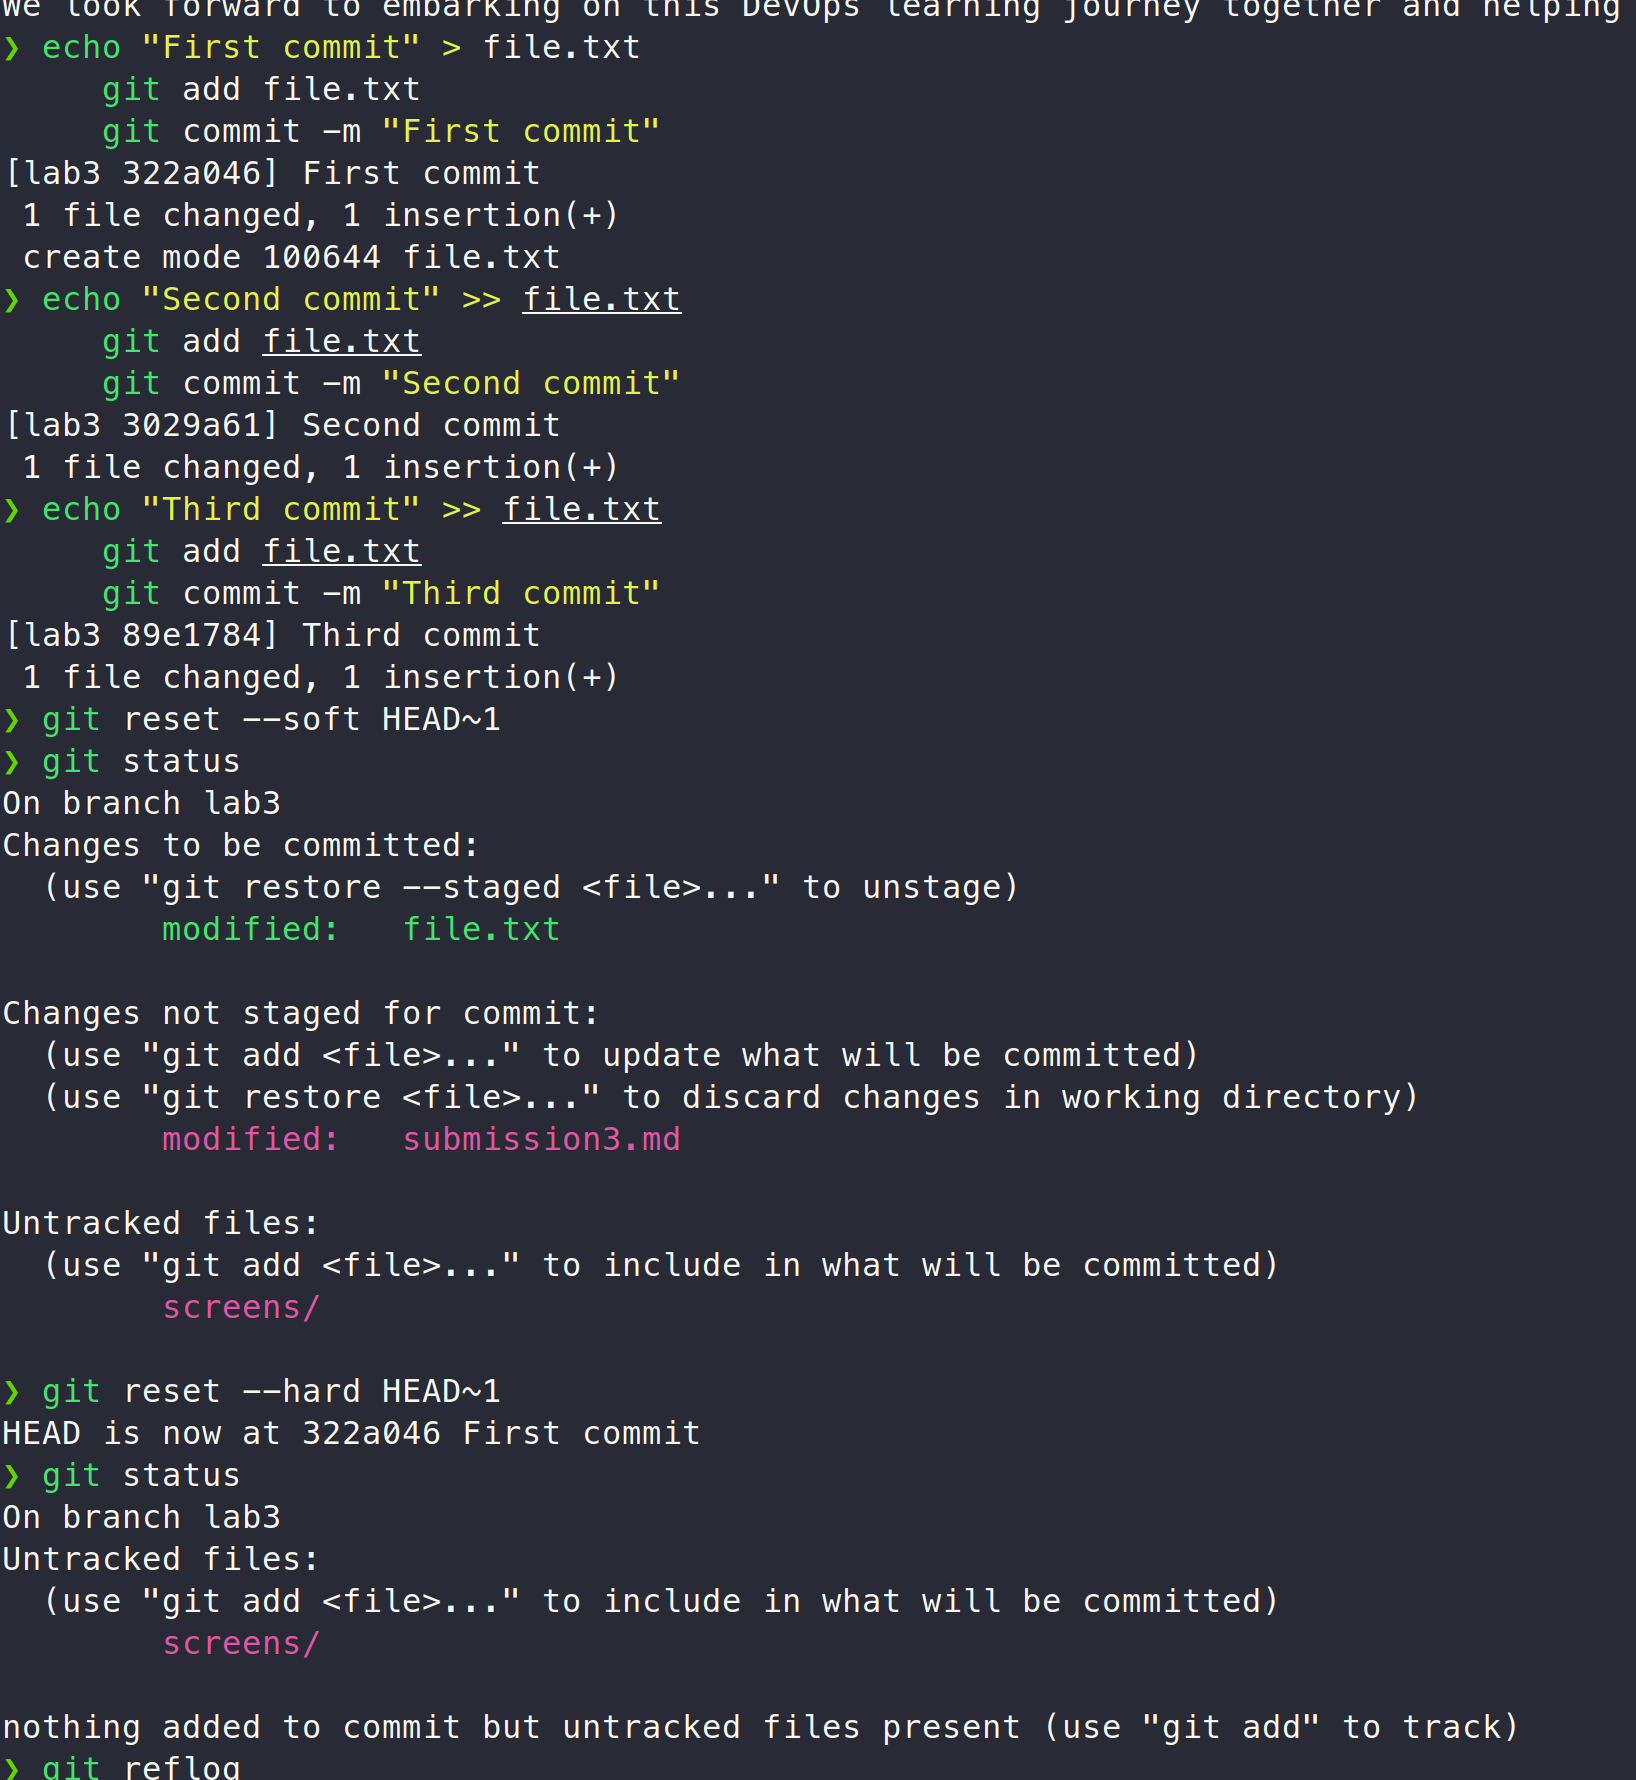 We look forward to embarking on this DevOps learning journey together and helping
❯ echo "First commit" > file.txt
git add file.txt
git commit -m "First commit"
[lab3 322a046] First commit
1 file changed, 1 insertion(+)
create mode 100644 file.txt
❯ echo "Second commit" >> file.txt
git add file.txt
git commit -m "Second commit"
[lab3 3029a61] Second commit
1 file changed, 1 insertion(+)
❯ echo "Third commit" >> file.txt
git add file.txt
git commit -m "Third commit"
[lab3 89e1784] Third commit
1 file changed, 1 insertion(+)
❯ git reset --soft HEAD~1
❯ git status
On branch lab3
Changes to be committed:
(use "git restore --staged <file>..." to unstage)
modified:   file.txt
Changes not staged for commit:
(use "git add <file>..." to update what will be committed)
(use "git restore <file>..." to discard changes in working directory)
modified:   submission3.md
Untracked files:
(use "git add <file>..." to include in what will be committed)
screens/
❯ git reset --hard HEAD~1
HEAD is now at 322a046 First commit
❯ git status
On branch lab3
Untracked files:
(use "git add <file>..." to include in what will be committed)
screens/
nothing added to commit but untracked files present (use "git add" to track)
❯ git reflog